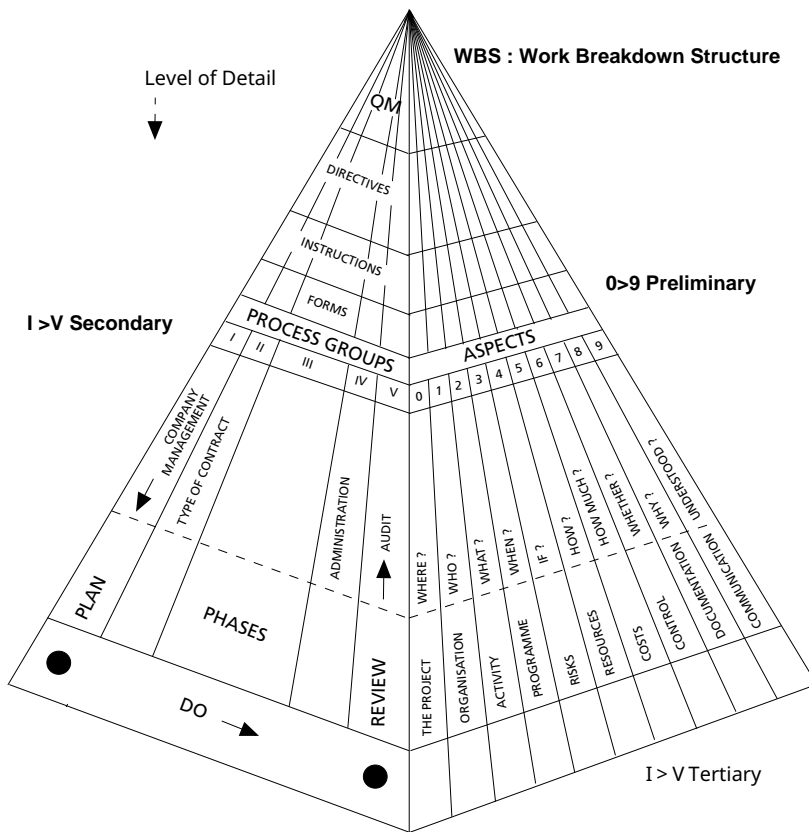 WBS : Work Breakdown Structure
Level of Detail
QM
DIRECTIVES
INSTRUCTIONS
FORMS
0>9 Preliminary
I >V Secondary
PROCESS GROUPS
ASPECTS
I
II
III
IV
V
0
1
2
3
4
5
6
7
8
9
COMPANY
MANAGEMENT
TYPE OF CONTRACT
ADMINISTRATION
AUDIT
WHERE ?
WHO ?
WHAT ?
WHEN ?
IF ?
HOW ?
HOW MUCH ?
WHETHER ?
WHY ?
UNDERSTOOD ?
PLAN
PHASES
REVIEW
THE PROJECT
ORGANISATION
ACTIVITY
PROGRAMME
RISKS
RESOURCES
COSTS
CONTROL
DOCUMENTATION
COMMUNICATION /
DO
I > V Tertiary